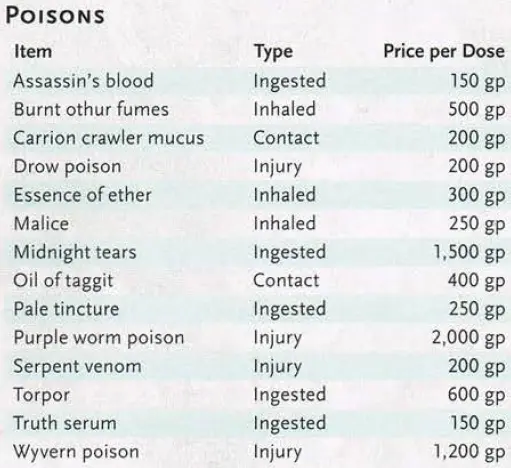 POISONS
Item Type Price per Dose
Assassin's blood Ingested 150 gp
Burnt othur fumes Inhaled 500 gp
Carrion crawler mucus Contact 200 gp
Drow poison Injury 200 gp
Essence of ether Inhaled 300 gp
Malice Inhaled 250 gp
Midnight tears Ingested 1,500 gp
Oil of taggit Contact 400 gp
Pale tincture Ingested 250 gp
Purple worm poison Injury 2,000 gp
Serpent venom Injury 200 gp
Torpor Ingested 600 gp
Truth serum Ingested 150 gp
Wyvern poison Injury 1,200 gp